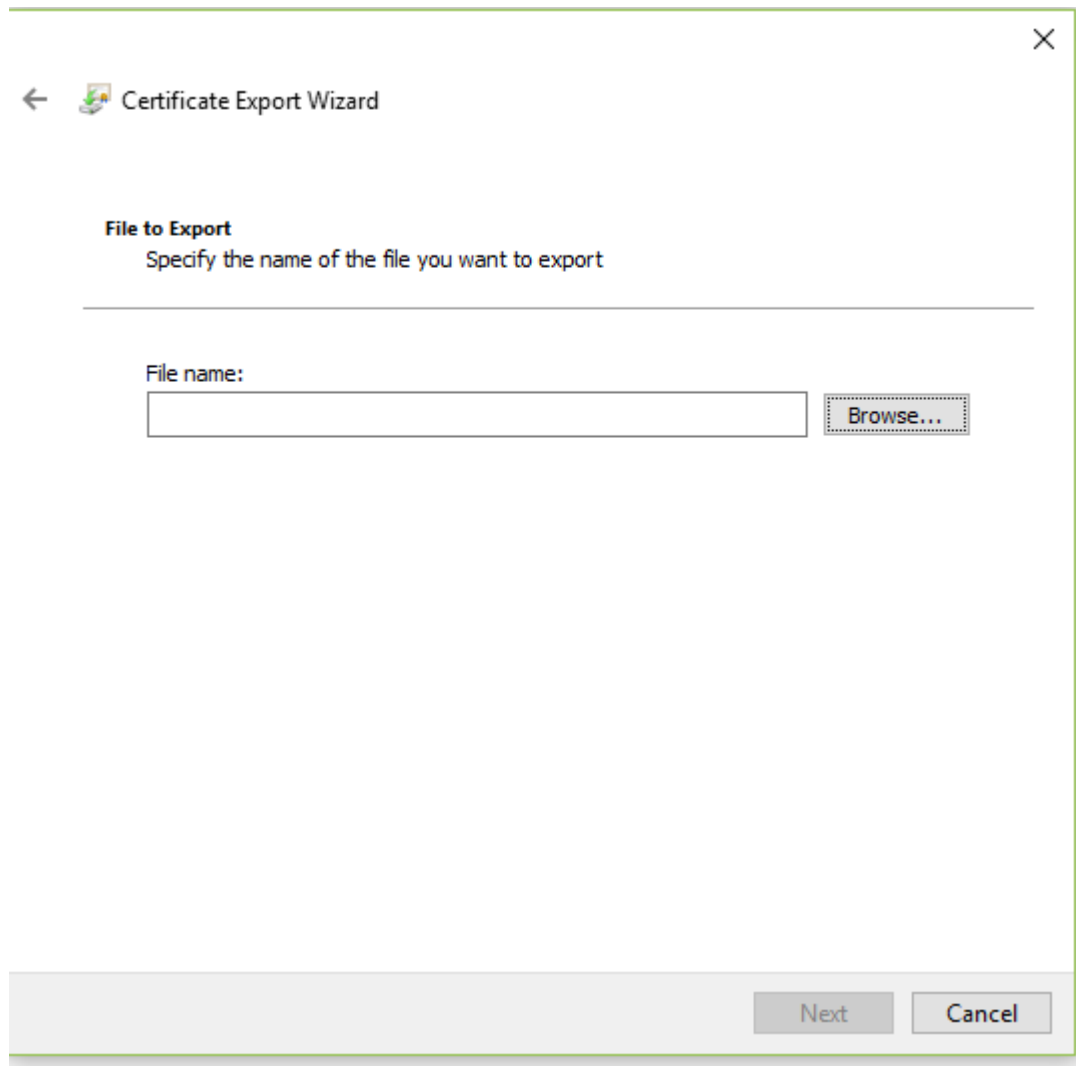 Certificate Export Wizard
File to Export
Specify the name of the file you want to export
File name:
Browse...
Next
Cancel